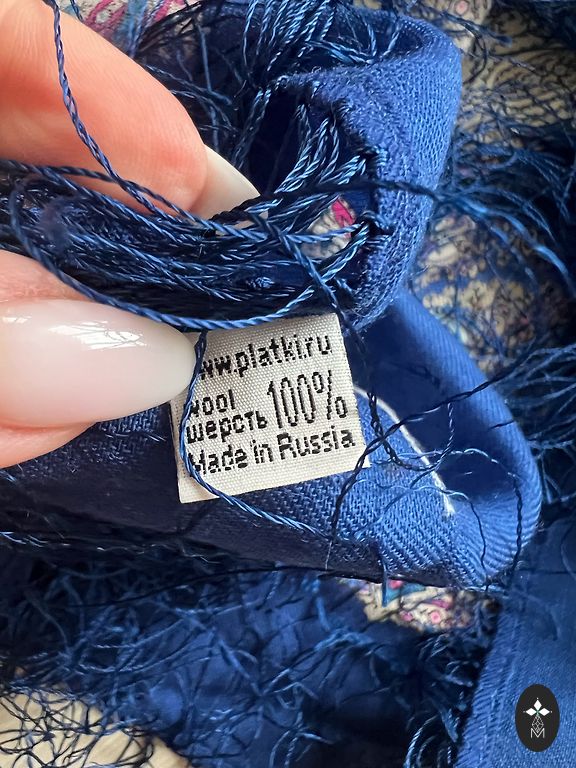 ww.platki.ru
wool 100%
шерсть
Made in Russia
M